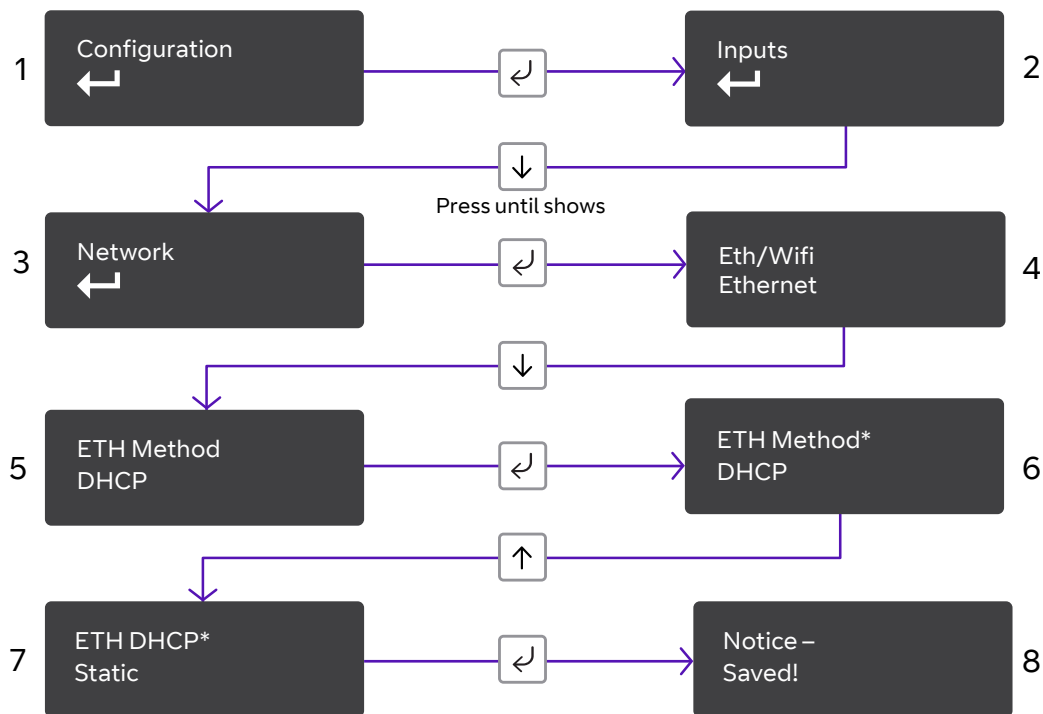 1
Configuration
Inputs
2
Press until shows
3
Network
Eth/Wifi
Ethernet
4
5
ETH Method
DHCP
ETH Method*
DHCP
6
7
ETH DHCP*
Static
Notice –
Saved!
8